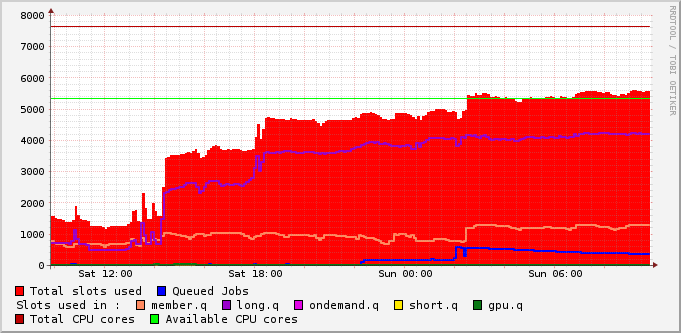 8000
7000
6000
5000
4000
3000
2000
1000
0
Sat 12:00 Sat 18:00 Sun 00:00 Sun 06:00
RRDTOOL / TOBI OETIKER
Total slots used Queued Jobs
Slots used in : member.q long.q ondemand.q short.q gpu.q
Total CPU cores Available CPU cores